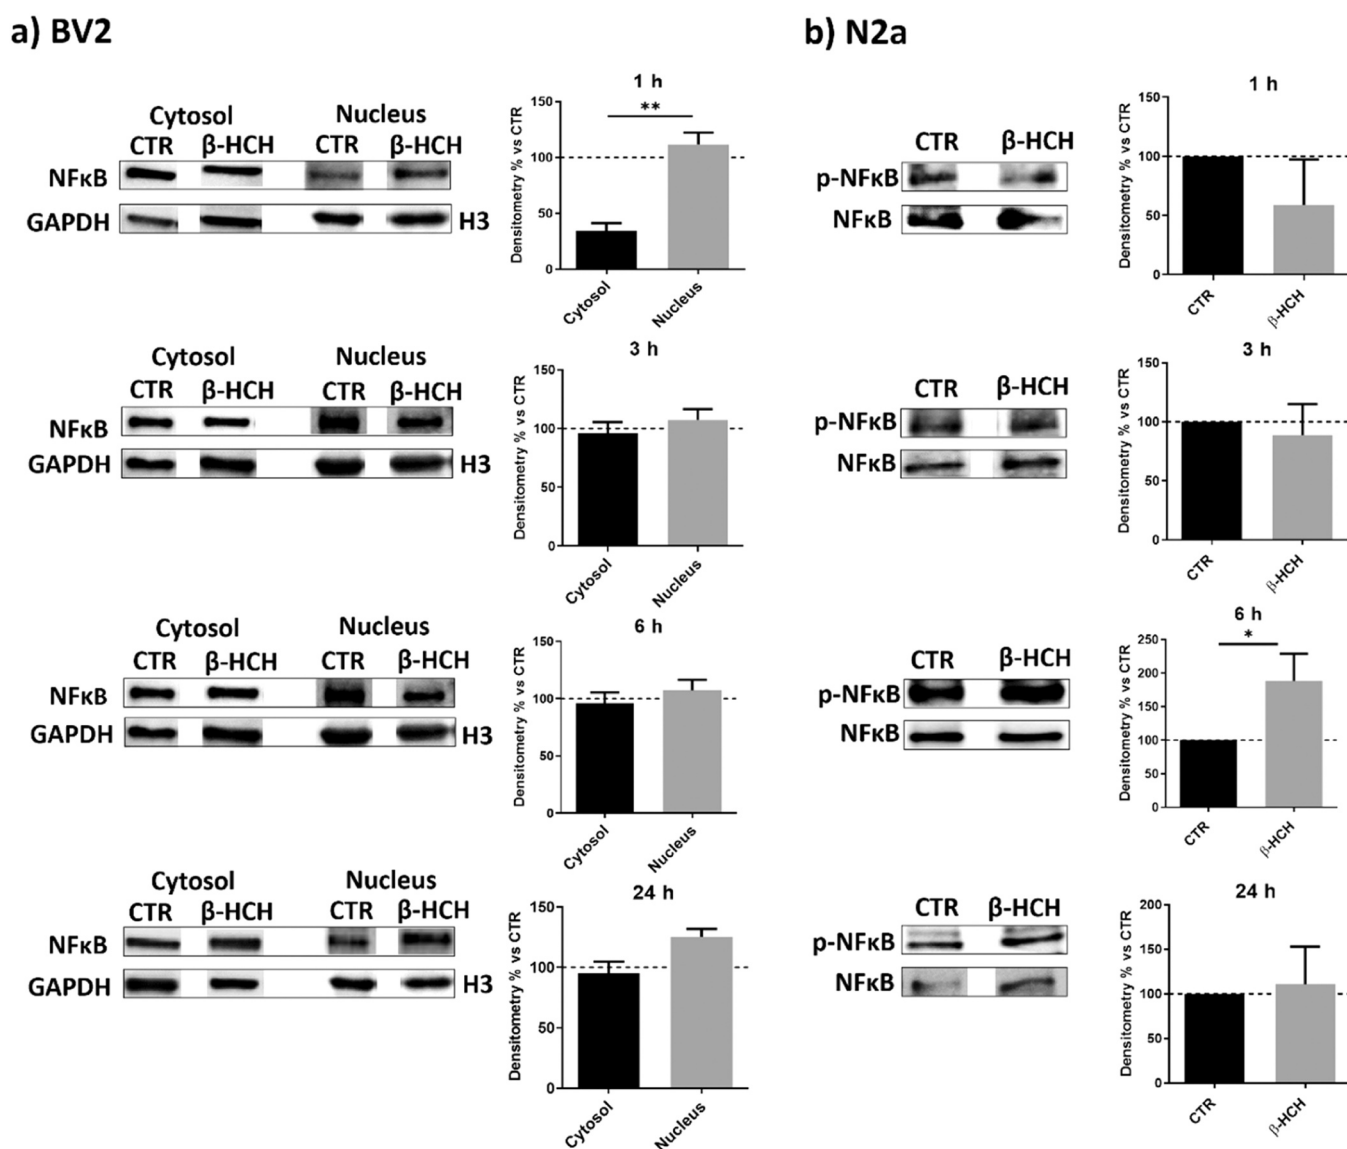 a) BV2
Cytosol Nucleus
CTR β-HCH CTR β-HCH
NFκB
GAPDH H3
1 h
**
Densitometry % vs CTR
150
100
50
0
Cytosol
Nucleus
Cytosol Nucleus
CTR β-HCH CTR β-HCH
NFκB
GAPDH H3
3 h
Densitometry % vs CTR
150
100
50
0
Cytosol
Nucleus
Cytosol Nucleus
CTR β-HCH CTR β-HCH
NFκB
GAPDH H3
6 h
Densitometry % vs CTR
150
100
50
0
Cytosol
Nucleus
Cytosol Nucleus
CTR β-HCH CTR β-HCH
NFκB
GAPDH H3
24 h
Densitometry % vs CTR
150
100
50
0
Cytosol
Nucleus
b) N2a
CTR β-HCH
p-NFκB
NFκB
1 h
Densitometry % vs CTR
150
100
50
0
CTR
β-HCH
CTR β-HCH
p-NFκB
NFκB
3 h
Densitometry % vs CTR
150
100
50
0
CTR
β-HCH
CTR β-HCH
p-NFκB
NFκB
6 h
*
Densitometry % vs CTR
250
200
150
100
50
0
CTR
β-HCH
CTR β-HCH
p-NFκB
NFκB
24 h
Densitometry % vs CTR
200
150
100
50
0
CTR
β-HCH